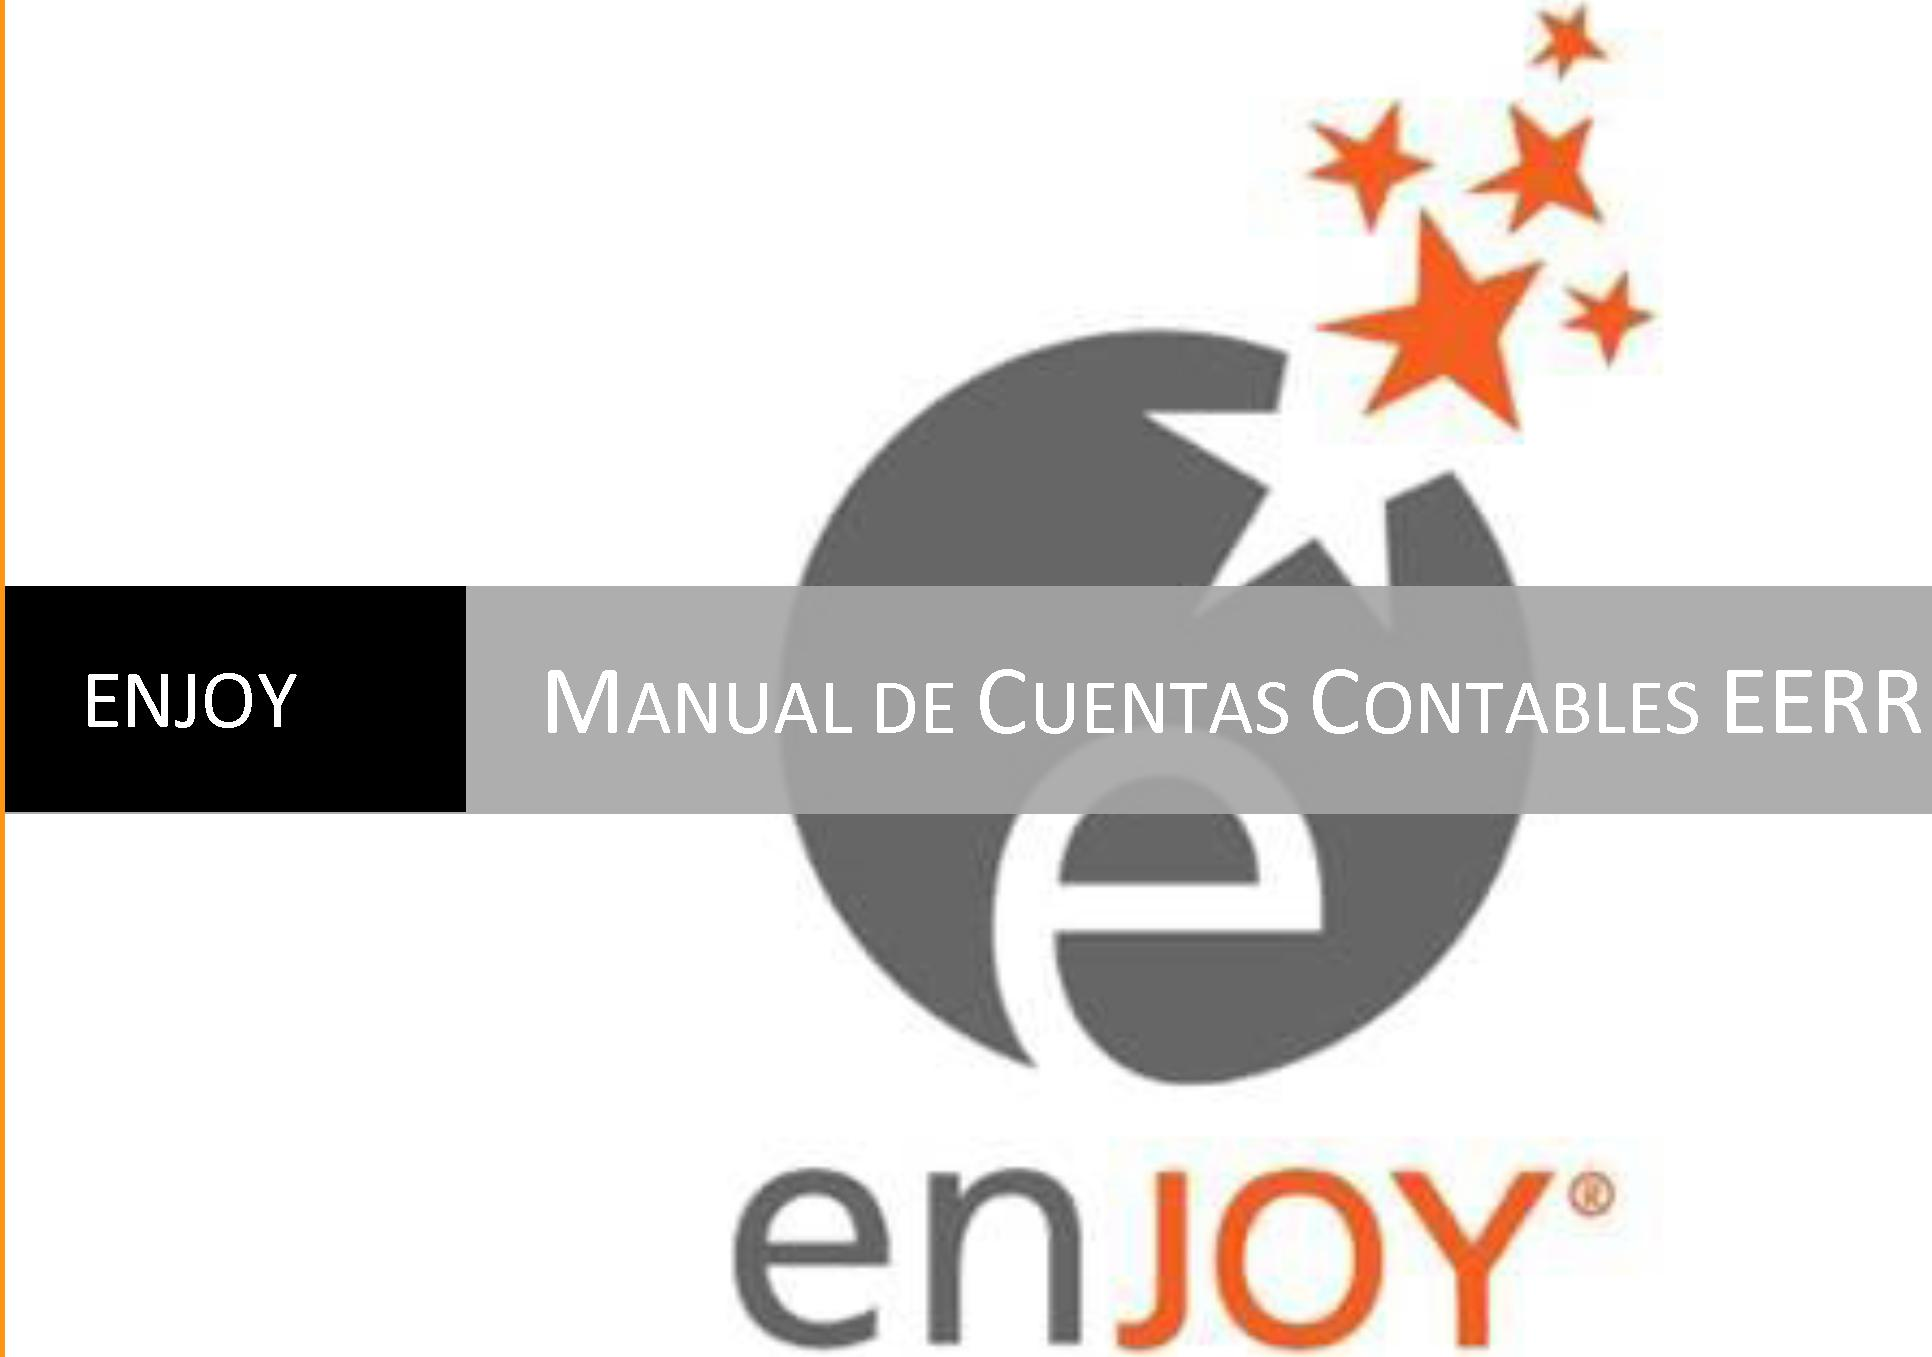 ENJOY
MANUAL DE CUENTAS CONTABLES EERR
e
enJOY®